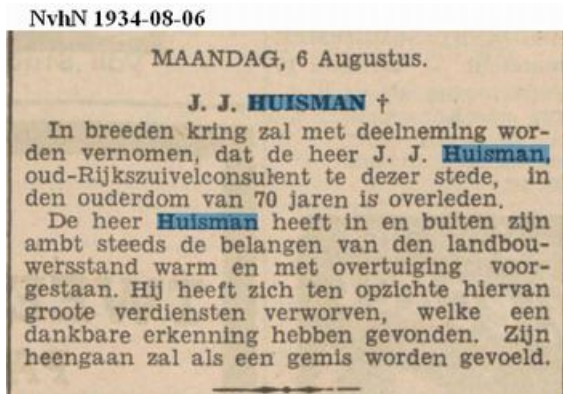 NvhN 1934-08-06
MAANDAG, 6 Augustus.
J. J. HUISMAN †
In breeden kring zal met deelneming wor-
den vernomen, dat de heer J. J. Huisman,
oud-Rijkszuivelconsulent te dezer stede, in
den ouderdom van 70 jaren is overleden.
De heer Huisman heeft in en buiten zijn
ambt steeds de belangen van den landbou-
wersstand warm en met overtuiging voor-
gestaan. Hij heeft zich ten opzichte hiervan
groote verdiensten verworven, welke een
dankbare erkenning hebben gevonden. Zijn
heengaan zal als een gemis worden gevoeld.